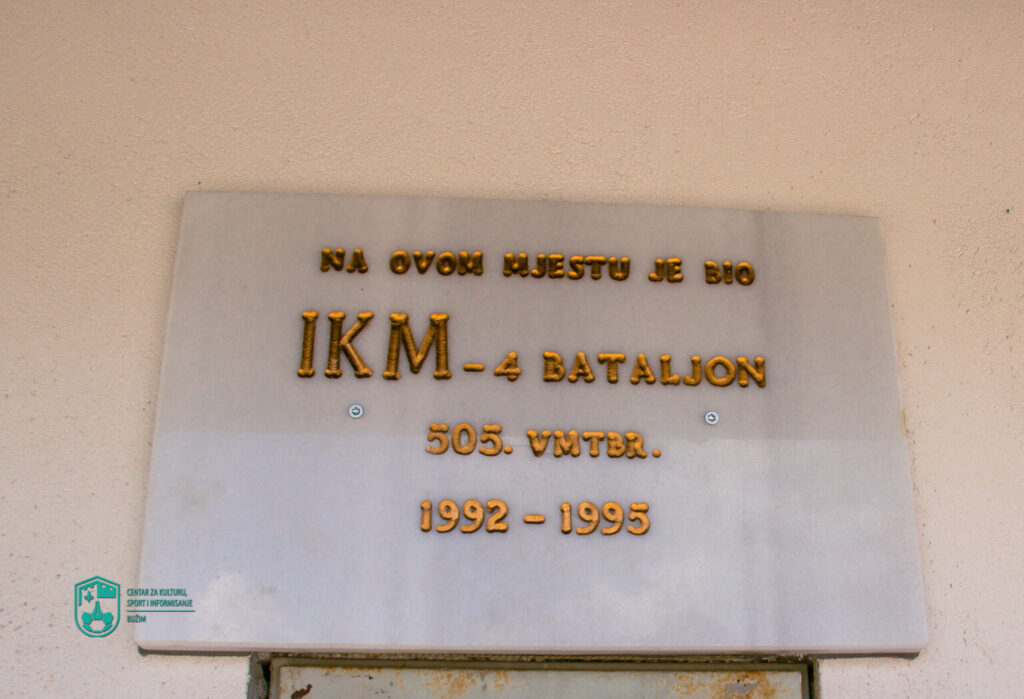 NA OVOM MJESTU JE BIO
IKM - 4 BATALJON
505. VMTBR.
1992 - 1995
CENTAR ZA KULTURU,
SPORT I INFORMISANJE
BUŽIM